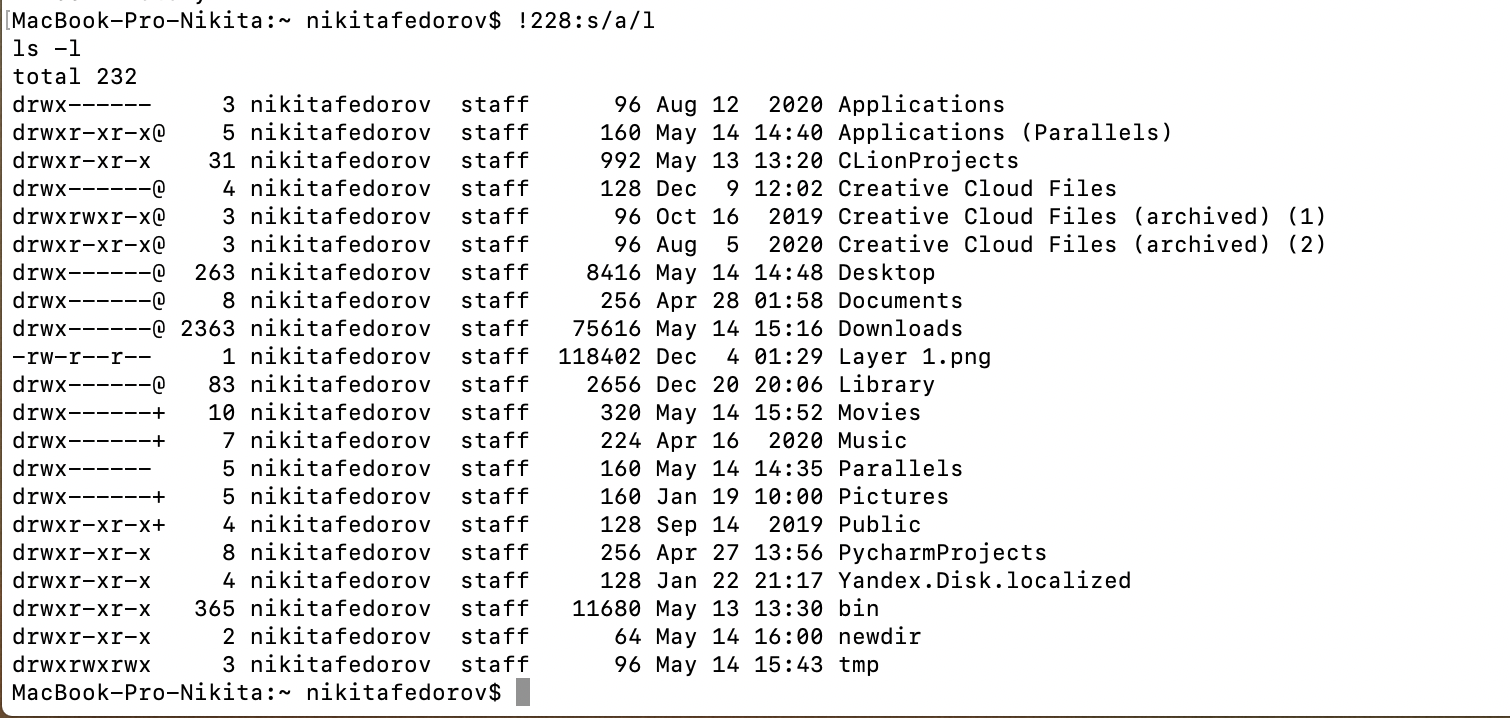 [MacBook-Pro-Nikita:~ nikitafedorov$ !228:s/a/l
ls -l
total 232
drwx------     3 nikitafedorov  staff      96 Aug 12  2020 Applications
drwxr-xr-x@    5 nikitafedorov  staff     160 May 14 14:40 Applications (Parallels)
drwxr-xr-x    31 nikitafedorov  staff     992 May 13 13:20 CLionProjects
drwx------@    4 nikitafedorov  staff     128 Dec  9 12:02 Creative Cloud Files
drwxrwxr-x@    3 nikitafedorov  staff      96 Oct 16  2019 Creative Cloud Files (archived) (1)
drwxr-xr-x@    3 nikitafedorov  staff      96 Aug  5  2020 Creative Cloud Files (archived) (2)
drwx------@  263 nikitafedorov  staff    8416 May 14 14:48 Desktop
drwx------@    8 nikitafedorov  staff     256 Apr 28 01:58 Documents
drwx------@ 2363 nikitafedorov  staff   75616 May 14 15:16 Downloads
-rw-r--r--     1 nikitafedorov  staff  118402 Dec  4 01:29 Layer 1.png
drwx------@   83 nikitafedorov  staff    2656 Dec 20 20:06 Library
drwx------+   10 nikitafedorov  staff     320 May 14 15:52 Movies
drwx------+    7 nikitafedorov  staff     224 Apr 16  2020 Music
drwx------     5 nikitafedorov  staff     160 May 14 14:35 Parallels
drwx------+    5 nikitafedorov  staff     160 Jan 19 10:00 Pictures
drwxr-xr-x+    4 nikitafedorov  staff     128 Sep 14  2019 Public
drwxr-xr-x     8 nikitafedorov  staff     256 Apr 27 13:56 PycharmProjects
drwxr-xr-x     4 nikitafedorov  staff     128 Jan 22 21:17 Yandex.Disk.localized
drwxr-xr-x   365 nikitafedorov  staff   11680 May 13 13:30 bin
drwxr-xr-x     2 nikitafedorov  staff      64 May 14 16:00 newdir
drwxrwxrwx     3 nikitafedorov  staff      96 May 14 15:43 tmp
MacBook-Pro-Nikita:~ nikitafedorov$